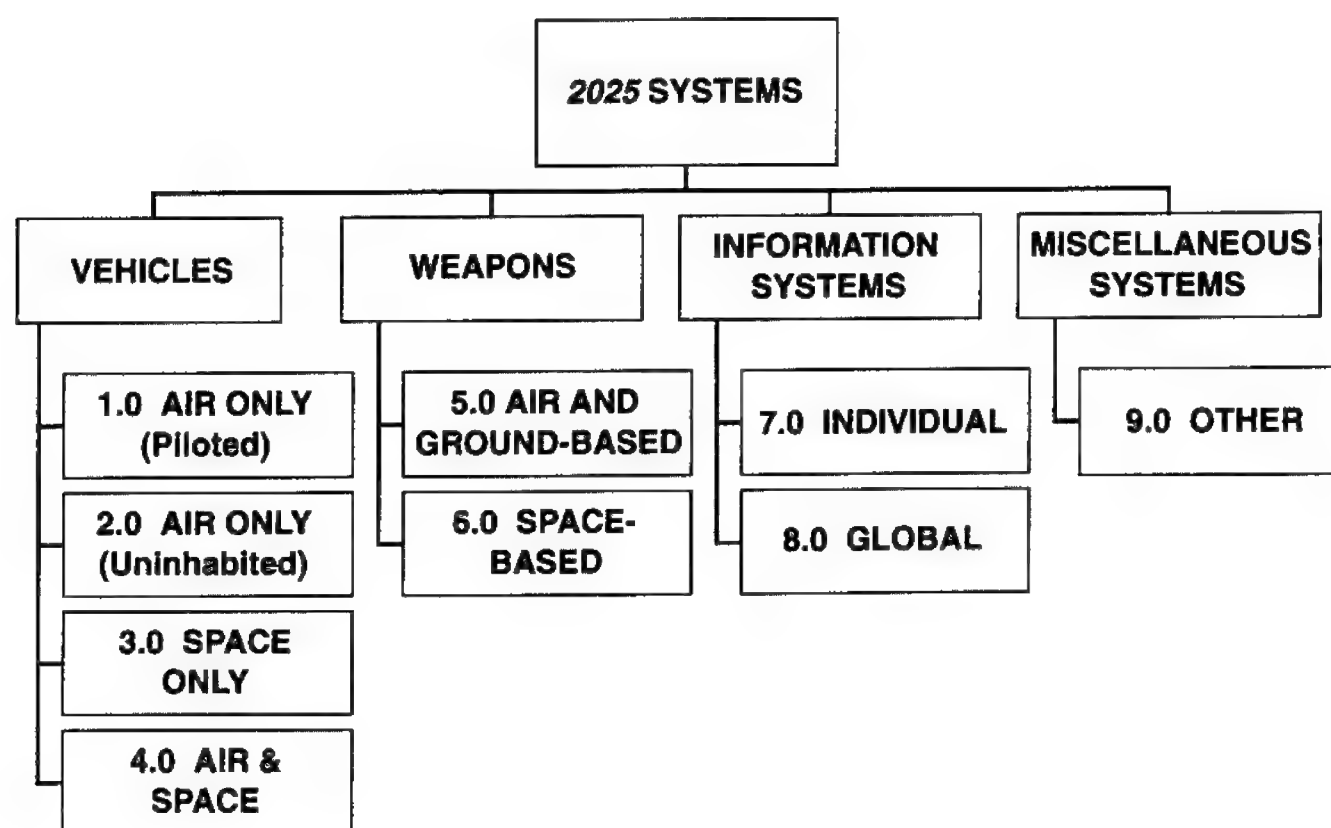 2025 SYSTEMS
VEHICLES
WEAPONS
INFORMATION
SYSTEMS
MISCELLANEOUS
SYSTEMS
1.0 AIR ONLY
(Piloted)
2.0 AIR ONLY
(Uninhabited)
3.0 SPACE
ONLY
4.0 AIR &
SPACE
5.0 AIR AND
GROUND-BASED
6.0 SPACE-
BASED
7.0 INDIVIDUAL
8.0 GLOBAL
9.0 OTHER